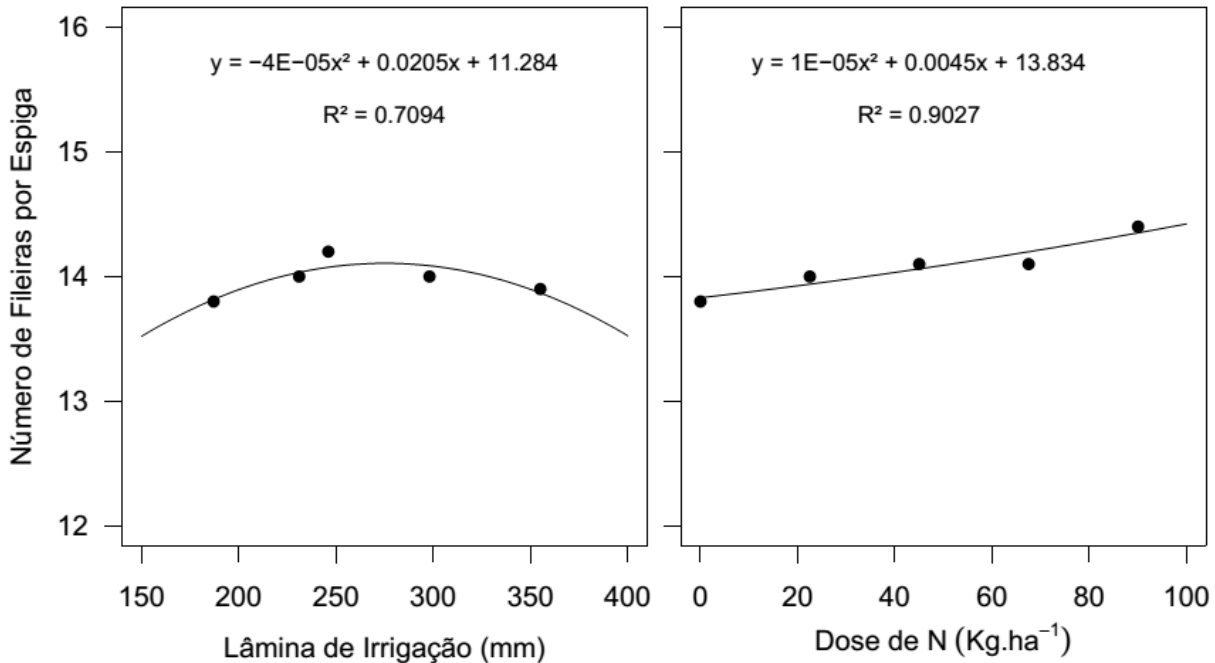 Número de Fileiras por Espiga
16
15
14
13
12
y = −4E−05x² + 0.0205x + 11.284
R² = 0.7094
150 200 250 300 350 400
Lâmina de Irrigação (mm)
y = 1E−05x² + 0.0045x + 13.834
R² = 0.9027
0 20 40 60 80 100
Dose de N (Kg.ha⁻¹)